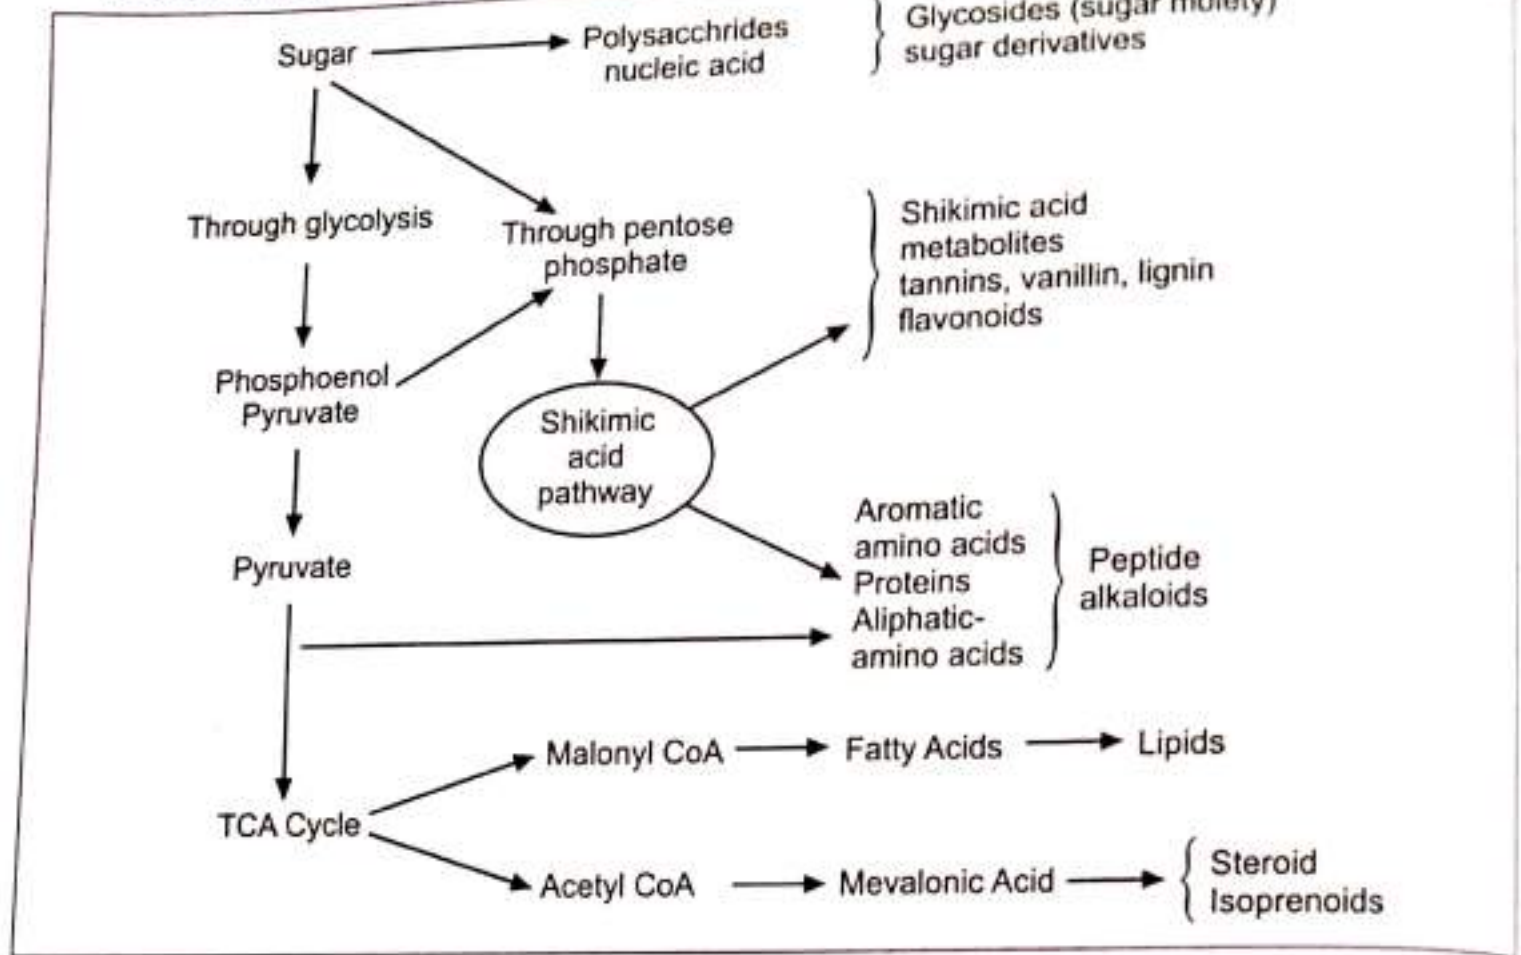 Glycosides (sugar moiety)
Sugar
Polysacchrides
nucleic acid
sugar derivatives
Through glycolysis
Through pentose
phosphate
Shikimic acid
metabolites
tannins, vanillin, lignin
flavonoids
Phosphoenol
Pyruvate
Shikimic
acid
pathway
Pyruvate
Aromatic
amino acids
Proteins
Aliphatic-
amino acids
Peptide
alkaloids
Malonyl CoA
Fatty Acids
Lipids
TCA Cycle
Acetyl CoA
Mevalonic Acid
Steroid
Isoprenoids